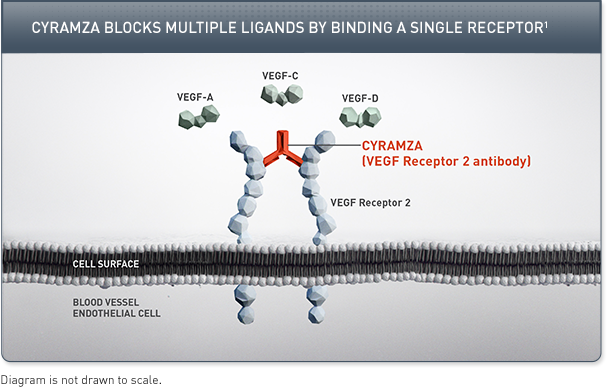 CYRAMZA BLOCKS MULTIPLE LIGANDS BY BINDING A SINGLE RECEPTOR¹
VEGF-C
VEGF-A
VEGF-D
CYRAMZA
(VEGF Receptor 2 antibody)
VEGF Receptor 2
CELL SURFACE
BLOOD VESSEL
ENDOTHELIAL CELL
Diagram is not drawn to scale.